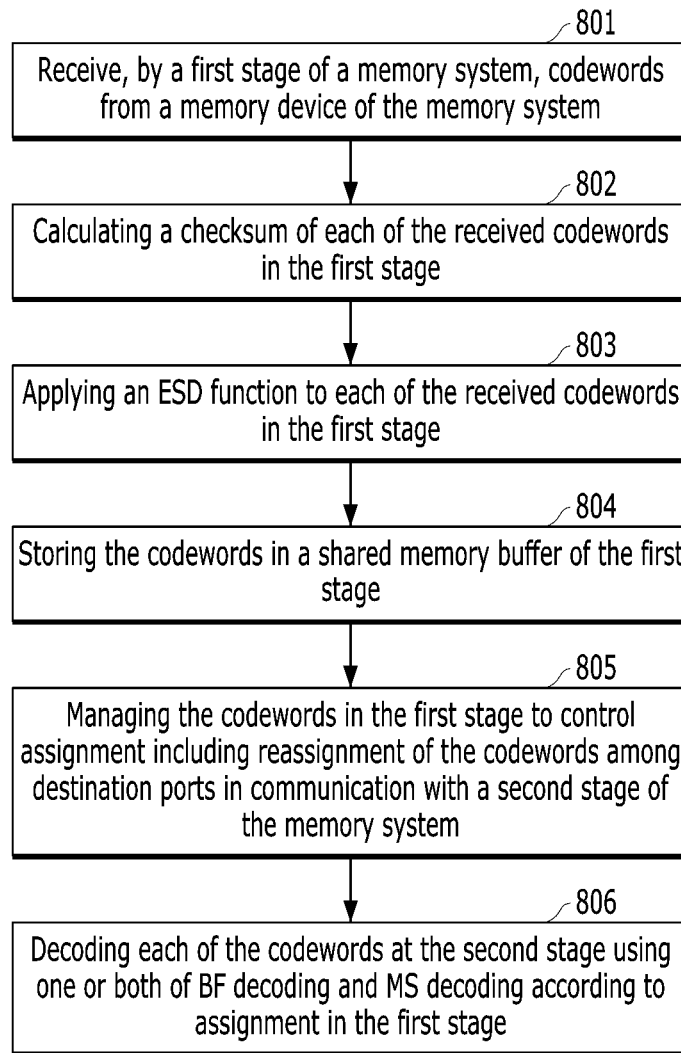 801
Receive, by a first stage of a memory system, codewords
from a memory device of the memory system
802
Calculating a checksum of each of the received codewords
in the first stage
803
Applying an ESD function to each of the received codewords
in the first stage
804
Storing the codewords in a shared memory buffer of the first
stage
805
Managing the codewords in the first stage to control
assignment including reassignment of the codewords among
destination ports in communication with a second stage of
the memory system
806
Decoding each of the codewords at the second stage using
one or both of BF decoding and MS decoding according to
assignment in the first stage